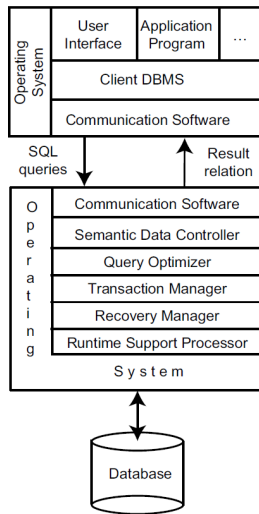 Operating
System
User
Interface
Application
Program
...
Client DBMS
Communication Software
SQL
queries
Result
relation
Operating
Communication Software
Semantic Data Controller
Query Optimizer
Transaction Manager
Recovery Manager
Runtime Support Processor
System
Database